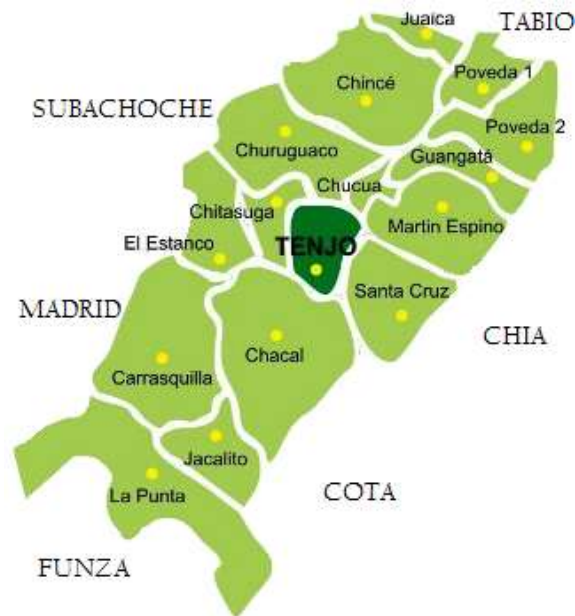 Juaica
TABIO
Chincé
Poveda 1
SUBACHOCHE
Poveda 2
Churuguaco
Guangatá
Chucua
Chitasuga
Martin Espino
El Estanco
TENJO
Santa Cruz
MADRID
CHIA
Chacal
Carrasquilla
Jacalito
La Punta
COTA
FUNZA